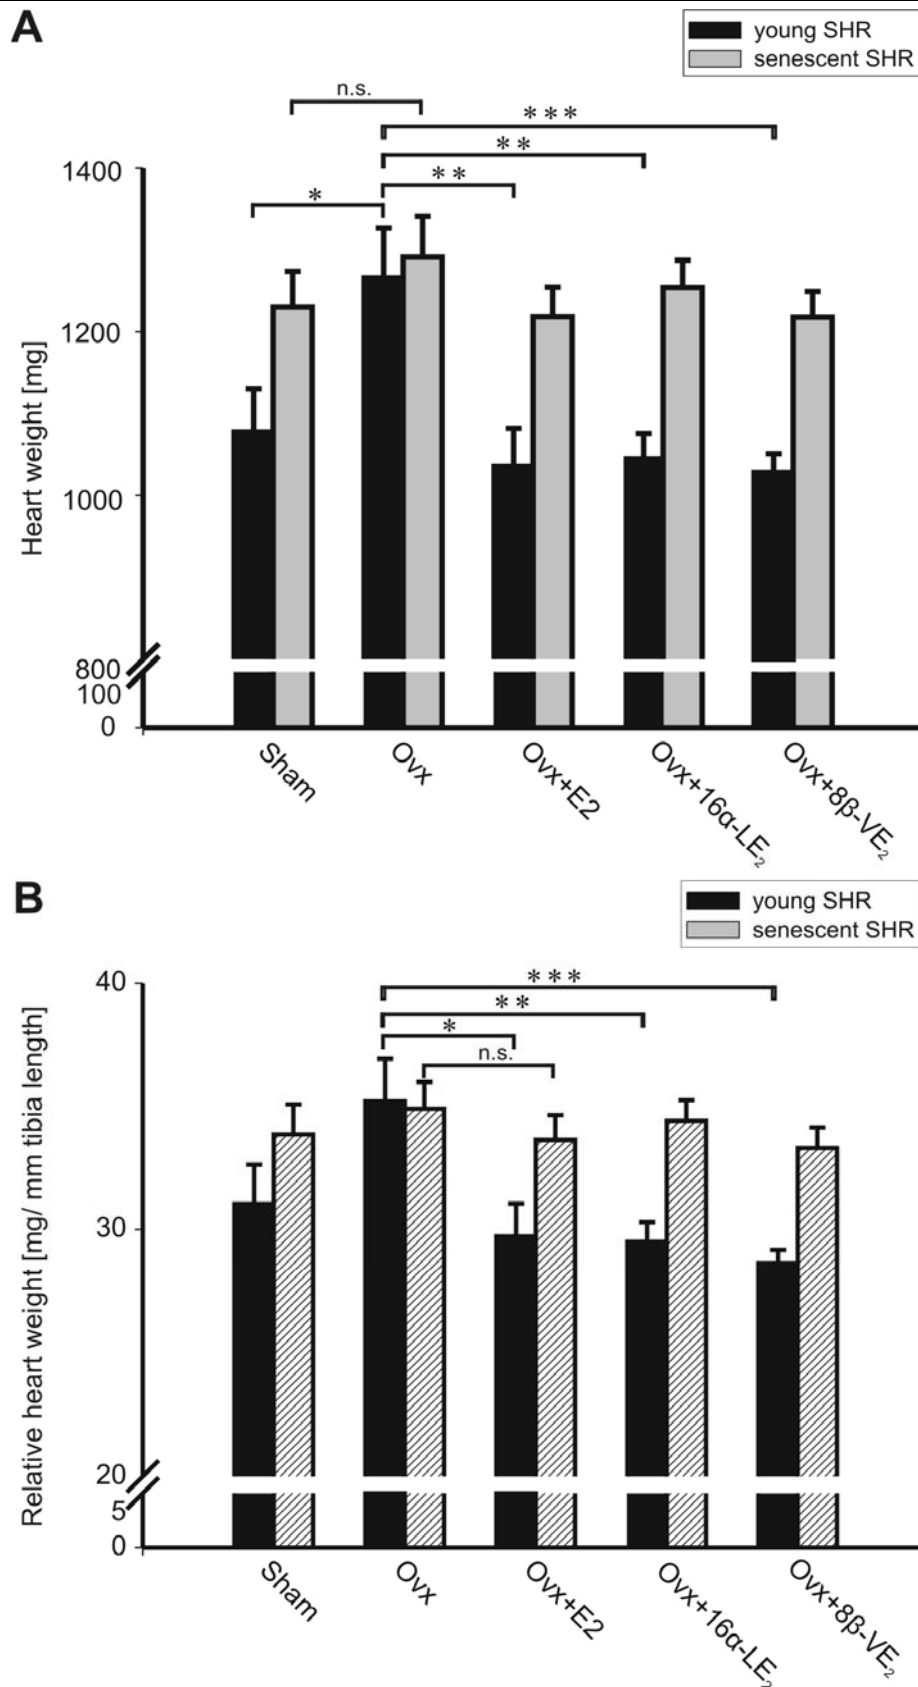 A
young SHR
senescent SHR
n.s.
***
**
**
*
1400
1200
1000
800
100
0
Heart weight [mg]
Sham
Ovx
Ovx+E2
Ovx+16α-LE₂
Ovx+8β-VE₂
B
young SHR
senescent SHR
***
**
*
n.s.
40
30
20
5
0
Relative heart weight [mg/ mm tibia length]
Sham
Ovx
Ovx+E2
Ovx+16α-LE₂
Ovx+8β-VE₂